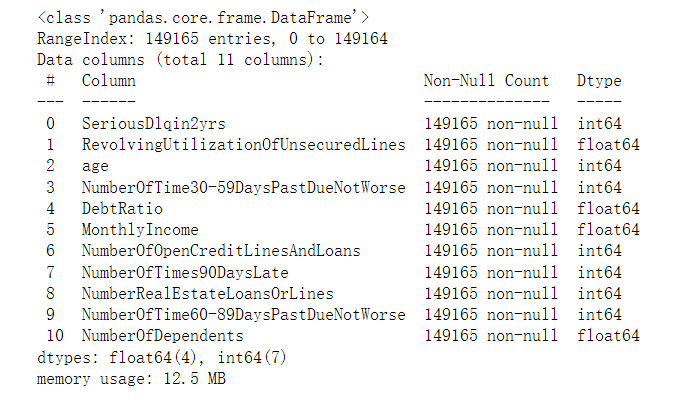 <class 'pandas.core.frame.DataFrame'>
RangeIndex: 149165 entries, 0 to 149164
Data columns (total 11 columns):
 #   Column                                Non-Null Count   Dtype
---  ------                                --------------   -----
 0   SeriousDlqin2yrs                      149165 non-null  int64
 1   RevolvingUtilizationOfUnsecuredLines  149165 non-null  float64
 2   age                                   149165 non-null  int64
 3   NumberOfTime30-59DaysPastDueNotWorse  149165 non-null  int64
 4   DebtRatio                             149165 non-null  float64
 5   MonthlyIncome                         149165 non-null  float64
 6   NumberOfOpenCreditLinesAndLoans       149165 non-null  int64
 7   NumberOfTimes90DaysLate               149165 non-null  int64
 8   NumberRealEstateLoansOrLines          149165 non-null  int64
 9   NumberOfTime60-89DaysPastDueNotWorse  149165 non-null  int64
 10  NumberOfDependents                    149165 non-null  float64
dtypes: float64(4), int64(7)
memory usage: 12.5 MB